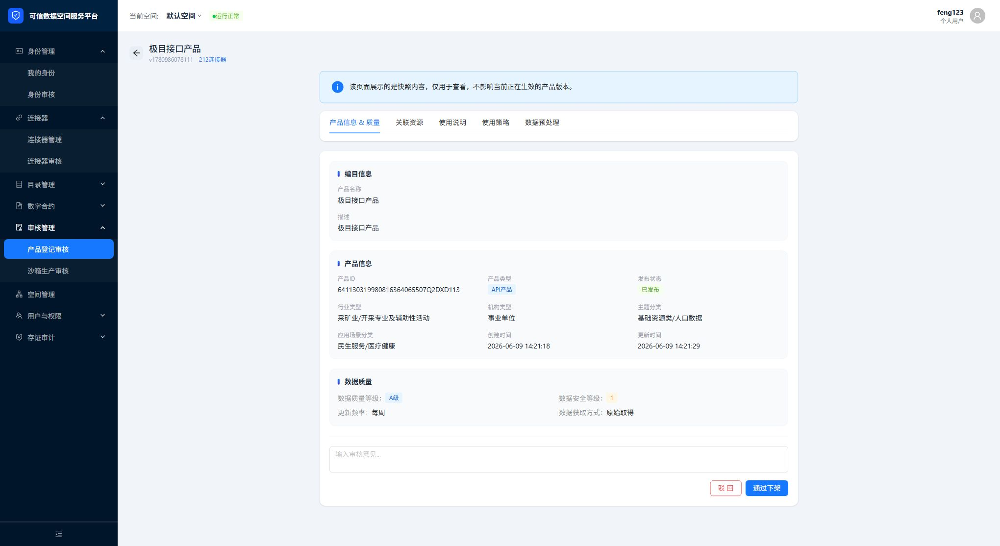 可信数据空间服务平台
当前空间: 默认空间 运行正常
feng123
个人用户
身份管理
我的身份
身份审核
连接器
连接器管理
连接器审核
目录管理
数字合约
审核管理
产品登记审核
沙箱生产审核
空间管理
用户与权限
存证审计
极目接口产品
v1780986078111 212连接器
该页面展示的是快照内容，仅用于查看，不影响当前正在生效的产品版本。
产品信息 & 质量 关联资源 使用说明 使用策略 数据预处理
编目信息
产品名称
极目接口产品
描述
极目接口产品
产品信息
产品ID 产品类型 发布状态
641130319980816364065507Q2DXD113 API产品 已发布
行业类型 机构类型 主题分类
采矿业/开采专业及辅助性活动 事业单位 基础资源类/人口数据
应用场景分类 创建时间 更新时间
民生服务/医疗健康 2026-06-09 14:21:18 2026-06-09 14:21:29
数据质量
数据质量等级: A级 数据安全等级: 1
更新频率: 每周 数据获取方式: 原始取得
输入审核意见...
驳 回 通过下架